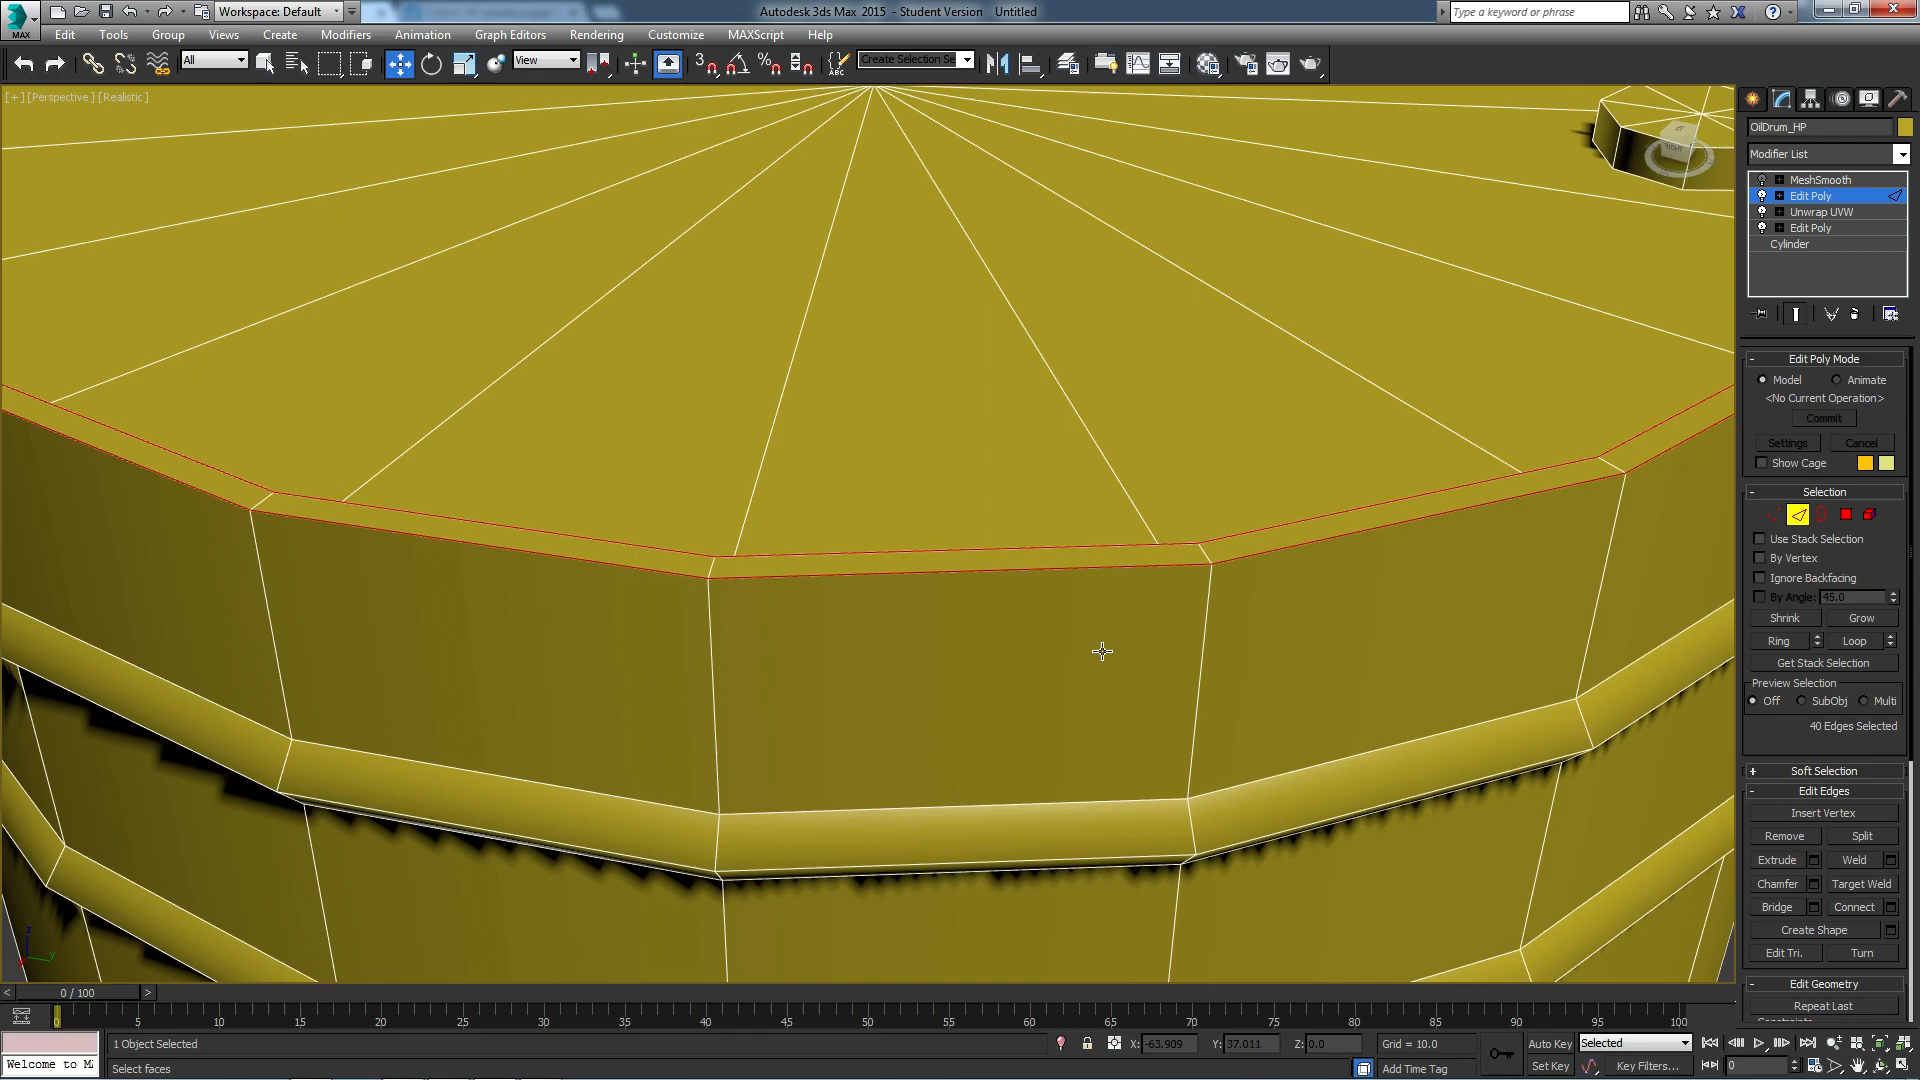 MAX
Workspace: Default
Autodesk 3ds Max 2015 - Student Version    Untitled
Type a keyword or phrase
Edit Tools Group Views Create Modifiers Animation Graph Editors Rendering Customize MAXScript Help
All
View
3
%
ABC
Create Selection Se
[+] [Perspective] [Realistic]
OilDrum_HP
Modifier List
MeshSmooth
Edit Poly
Unwrap UVW
Edit Poly
Cylinder
- Edit Poly Mode
Model Animate
<No Current Operation>
Commit
Settings Cancel
Show Cage
- Selection
Use Stack Selection
By Vertex
Ignore Backfacing
By Angle: 45.0
Shrink Grow
Ring Loop
Get Stack Selection
Preview Selection
Off SubObj Multi
40 Edges Selected
+ Soft Selection
- Edit Edges
Insert Vertex
Remove Split
Extrude Weld
Chamfer Target Weld
Bridge Connect
Create Shape
Edit Tri. Turn
- Edit Geometry
Repeat Last
z
y
x
< 0 / 100 >
0 5 10 15 20 25 30 35 40 45 50 55 60 65 70 75 80 85 90 95 100
1 Object Selected
X: -63.909 Y: 37.011 Z: 0.0 Grid = 10.0
Auto Key Selected
Welcome to M
Select faces
Add Time Tag
Set Key Key Filters... 0